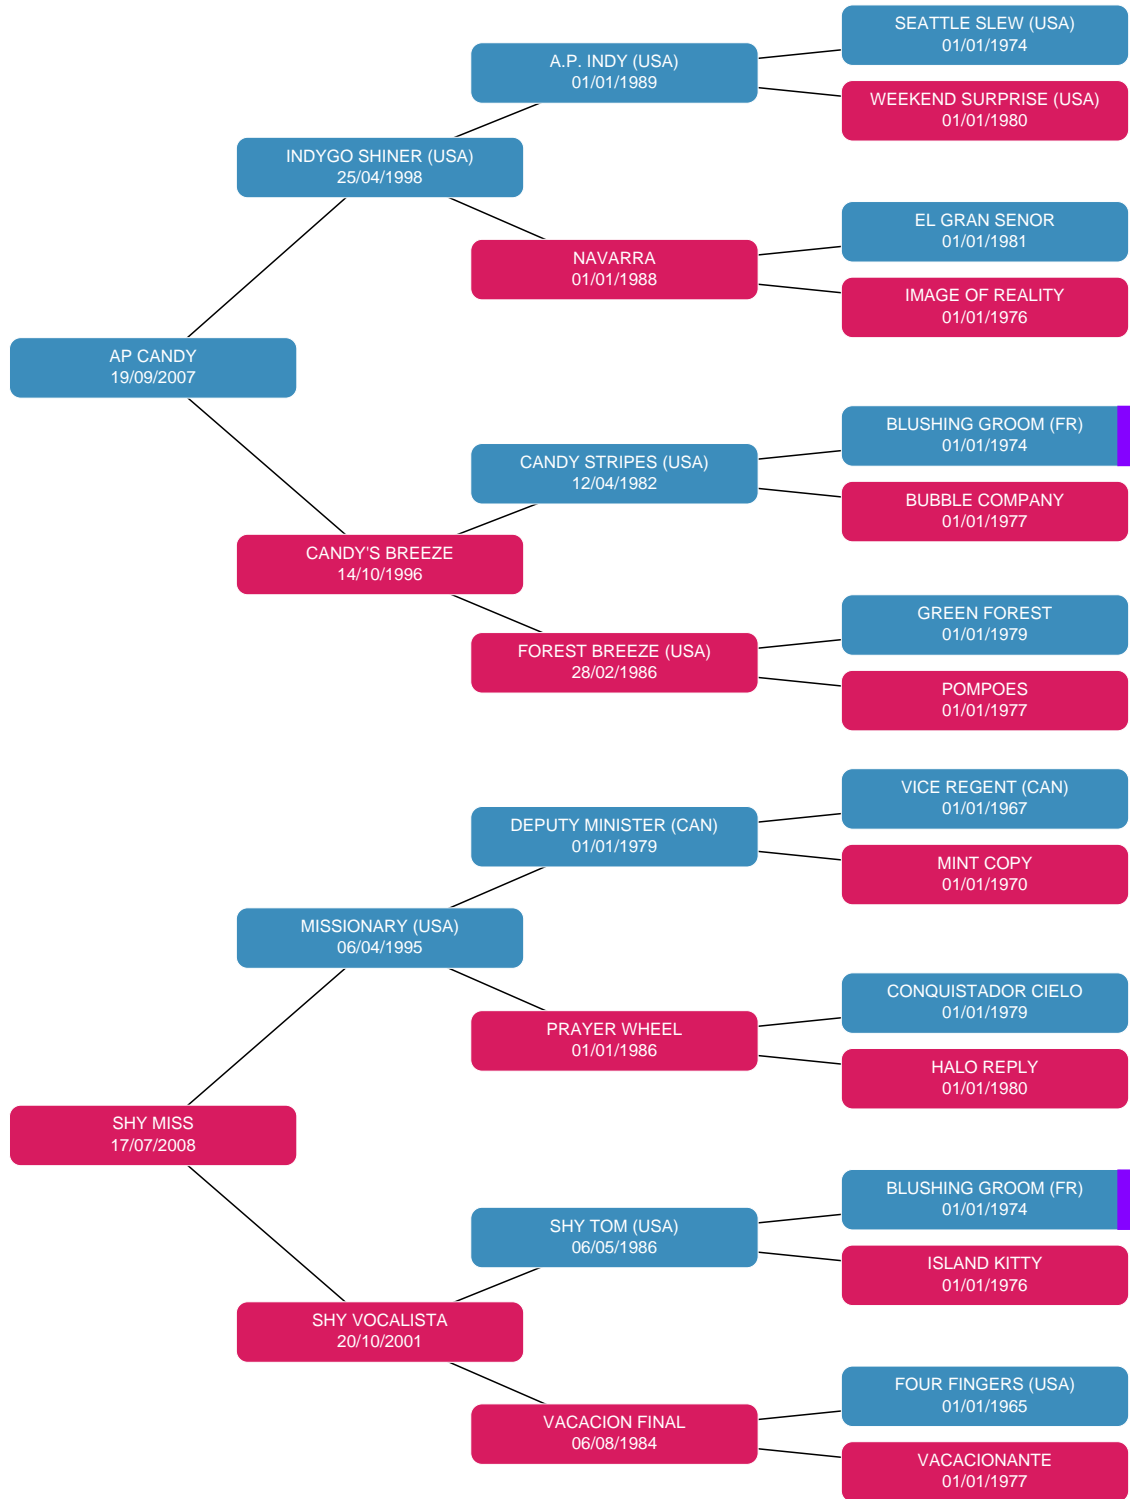 SEATTLE SLEW (USA)
01/01/1974
A.P. INDY (USA)
01/01/1989
WEEKEND SURPRISE (USA)
01/01/1980
INDYGO SHINER (USA)
25/04/1998
EL GRAN SENOR
01/01/1981
NAVARRA
01/01/1988
IMAGE OF REALITY
01/01/1976
AP CANDY
19/09/2007
BLUSHING GROOM (FR)
01/01/1974
CANDY STRIPES (USA)
12/04/1982
BUBBLE COMPANY
01/01/1977
CANDY'S BREEZE
14/10/1996
GREEN FOREST
01/01/1979
FOREST BREEZE (USA)
28/02/1986
POMPOES
01/01/1977
VICE REGENT (CAN)
01/01/1967
DEPUTY MINISTER (CAN)
01/01/1979
MINT COPY
01/01/1970
MISSIONARY (USA)
06/04/1995
CONQUISTADOR CIELO
01/01/1979
PRAYER WHEEL
01/01/1986
HALO REPLY
01/01/1980
SHY MISS
17/07/2008
BLUSHING GROOM (FR)
01/01/1974
SHY TOM (USA)
06/05/1986
ISLAND KITTY
01/01/1976
SHY VOCALISTA
20/10/2001
FOUR FINGERS (USA)
01/01/1965
VACACION FINAL
06/08/1984
VACACIONANTE
01/01/1977